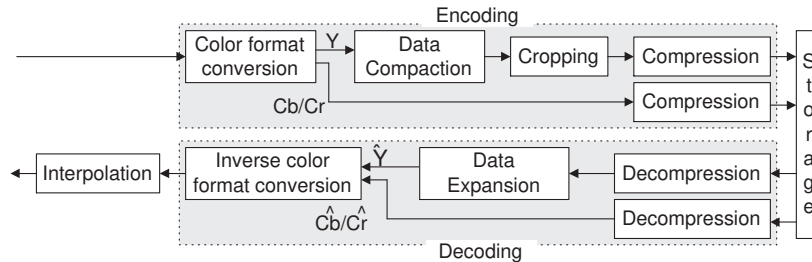 Encoding
Color format
conversion
Y
Data
Compaction
Cropping
Compression
Cb/Cr
Compression
Storage
Interpolation
Inverse color
format conversion
Ŷ
Data
Expansion
Decompression
Ĉb/Ĉr
Decompression
Decoding